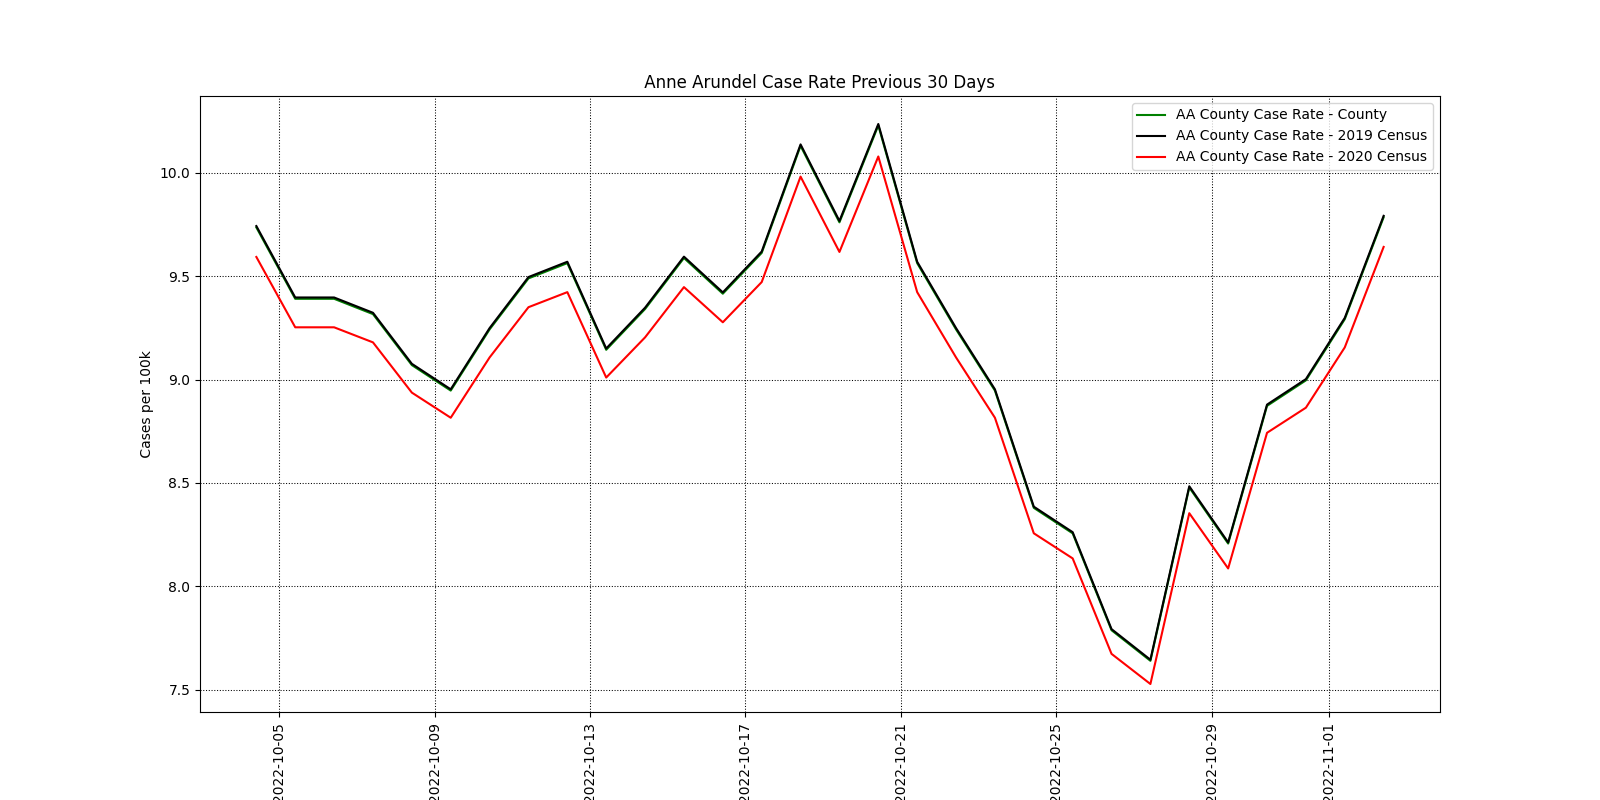 Anne Arundel Case Rate Previous 30 Days
AA County Case Rate - County
AA County Case Rate - 2019 Census
AA County Case Rate - 2020 Census
Cases per 100k
10.0
9.5
9.0
8.5
8.0
7.5
2022-10-05
2022-10-09
2022-10-13
2022-10-17
2022-10-21
2022-10-25
2022-10-29
2022-11-01